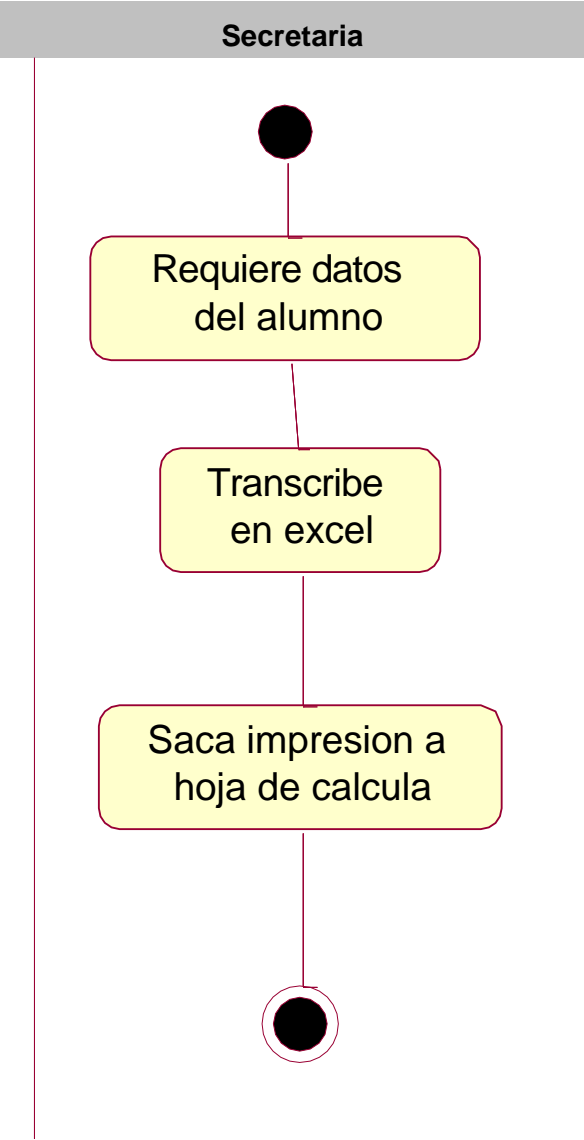 Secretaria
Requiere datos
del alumno
Transcribe
en excel
Saca impresion a
hoja de calcula